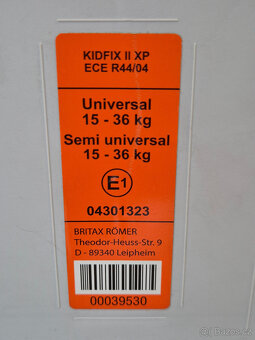 KIDFIX II XP
ECE R44/04
Universal
15 - 36 kg
Semi universal
15 - 36 kg
E1
04301323
BRITAX RÖMER
Theodor-Heuss-Str. 9
D - 89340 Leipheim
00039530